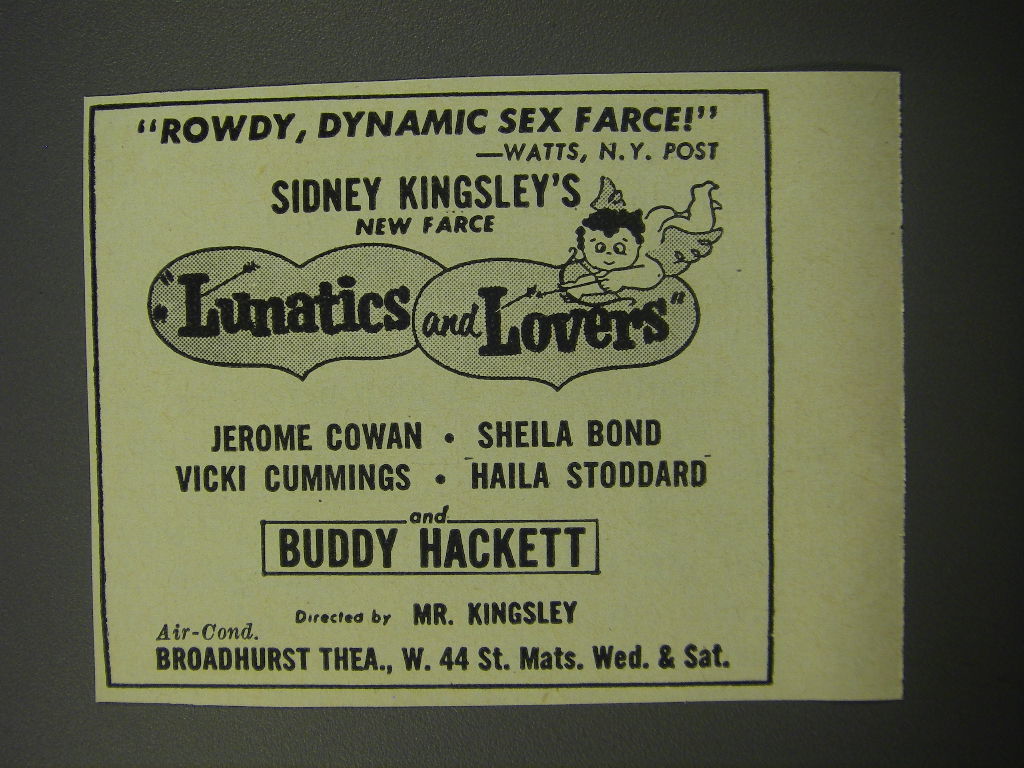 "ROWDY, DYNAMIC SEX FARCE!"
—WATTS, N.Y. POST
SIDNEY KINGSLEY'S
NEW FARCE
"Lunatics and Lovers"
JEROME COWAN • SHEILA BOND
VICKI CUMMINGS • HAILA STODDARD
and
BUDDY HACKETT
Directed by MR. KINGSLEY
Air-Cond.
BROADHURST THEA., W. 44 St. Mats. Wed. & Sat.